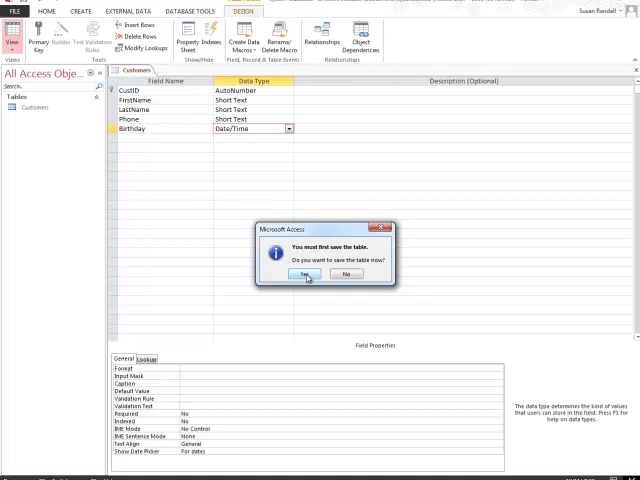 Susan Rendall
FILE HOME CREATE EXTERNAL DATA DATABASE TOOLS DESIGN
View
Primary Key
Builder
Test Validation Rules
Insert Rows
Delete Rows
Modify Lookups
Property Sheet
Indexes
Create Data Macros
Rename/ Delete Macro
Relationships
Object Dependencies
Views Tools Show/Hide Field, Record & Table Events Relationships
All Access Obje...
Search...
Tables
Customers
Customers
Field Name Data Type Description (Optional)
CustID AutoNumber
FirstName Short Text
LastName Short Text
Phone Short Text
Birthday Date/Time
Microsoft Access
You must first save the table.
Do you want to save the table now?
Yes No
Field Properties
General Lookup
Format
Input Mask
Caption
Default Value
Validation Rule
Validation Text
Required No
Indexed No
IME Mode No Control
IME Sentence Mode None
Text Align General
Show Date Picker For dates
The data type determines the kind of values
that users can store in the field. Press F1 for
help on data types.